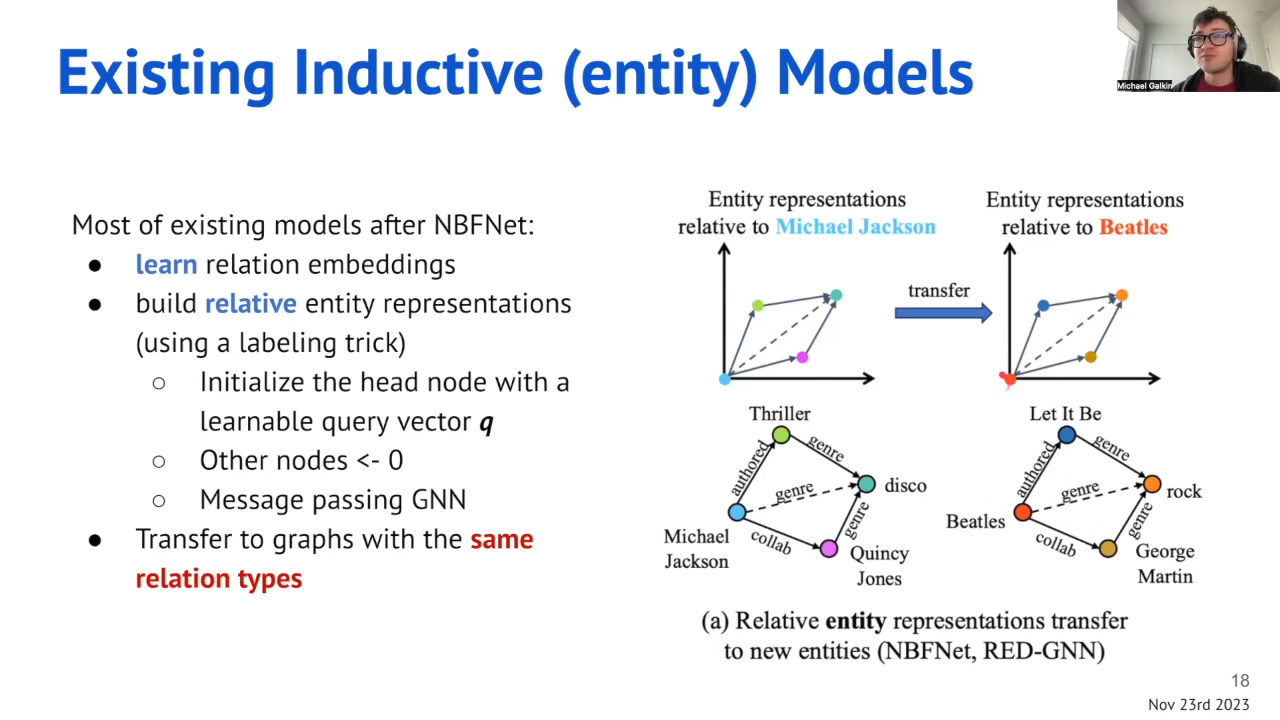 Existing Inductive (entity) Models
Michael Galkin
Most of existing models after NBFNet:
● learn relation embeddings
● build relative entity representations
(using a labeling trick)
○ Initialize the head node with a
learnable query vector q
○ Other nodes <- 0
○ Message passing GNN
● Transfer to graphs with the same
relation types
Entity representations
relative to Michael Jackson
transfer
Entity representations
relative to Beatles
Thriller
authored
genre
genre
disco
Michael
Jackson
collab
genre
Quincy
Jones
Let It Be
authored
genre
genre
rock
Beatles
collab
genre
George
Martin
(a) Relative entity representations transfer
to new entities (NBFNet, RED-GNN)
18
Nov 23rd 2023